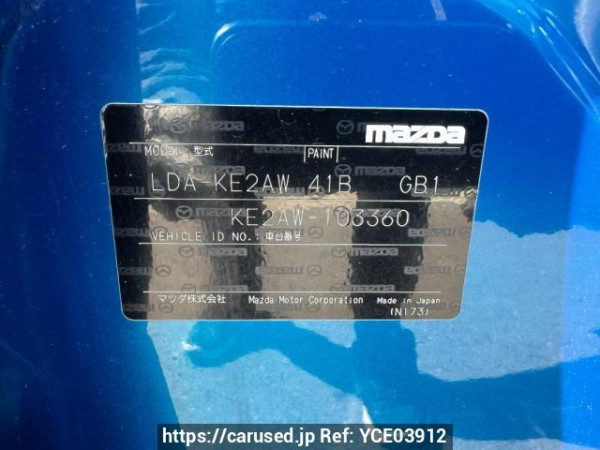 mazda
MODEL : 型式 PAINT
LDA-KE2AW 41B GB1
KE2AW-103360
VEHICLE ID NO. : 車台番号
マツダ株式会社 Mazda Motor Corporation Made in Japan
(N173)
https://carused.jp Ref: YCE03912